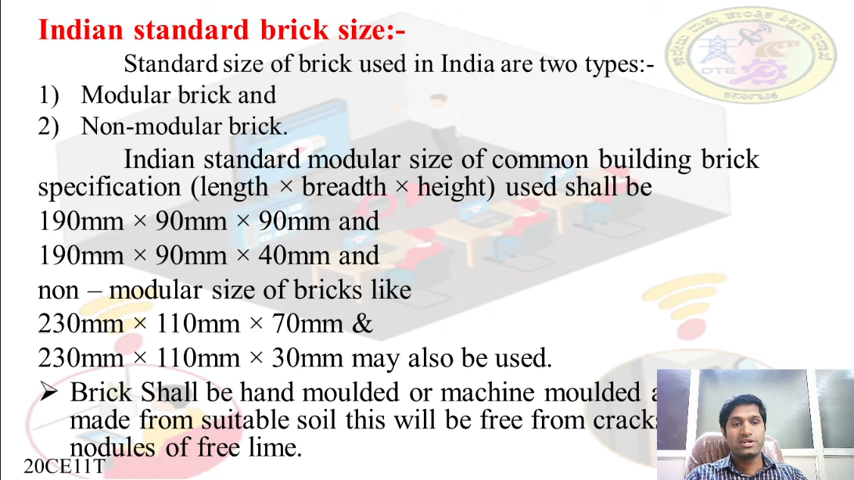 Indian standard brick size:-
Standard size of brick used in India are two types:-
1) Modular brick and
2) Non-modular brick.
Indian standard modular size of common building brick
specification (length × breadth × height) used shall be
190mm × 90mm × 90mm and
190mm × 90mm × 40mm and
non – modular size of bricks like
230mm × 110mm × 70mm &
230mm × 110mm × 30mm may also be used.
➢ Brick Shall be hand moulded or machine moulded
made from suitable soil this will be free from cracks
nodules of free lime.
20CE11T
DTE